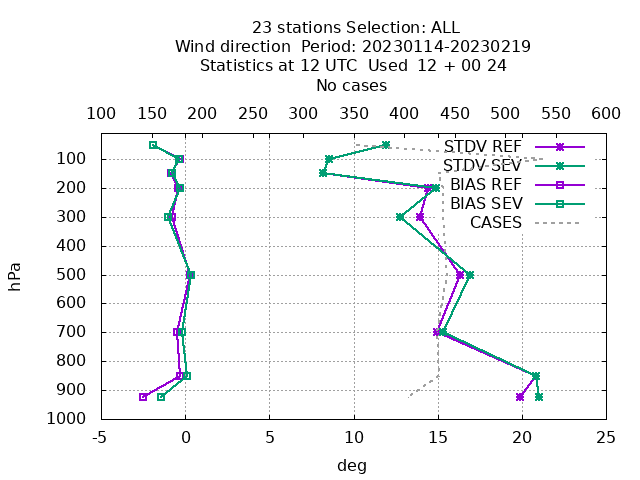 23 stations Selection: ALL
Wind direction  Period: 20230114-20230219
Statistics at 12 UTC  Used  12 + 00 24
No cases
100 150 200 250 300 350 400 450 500 550 600
STDV REF
STDV SEV
BIAS REF
BIAS SEV
CASES
100
200
300
400
500
600
700
800
900
1000
hPa
-5 0 5 10 15 20 25
deg